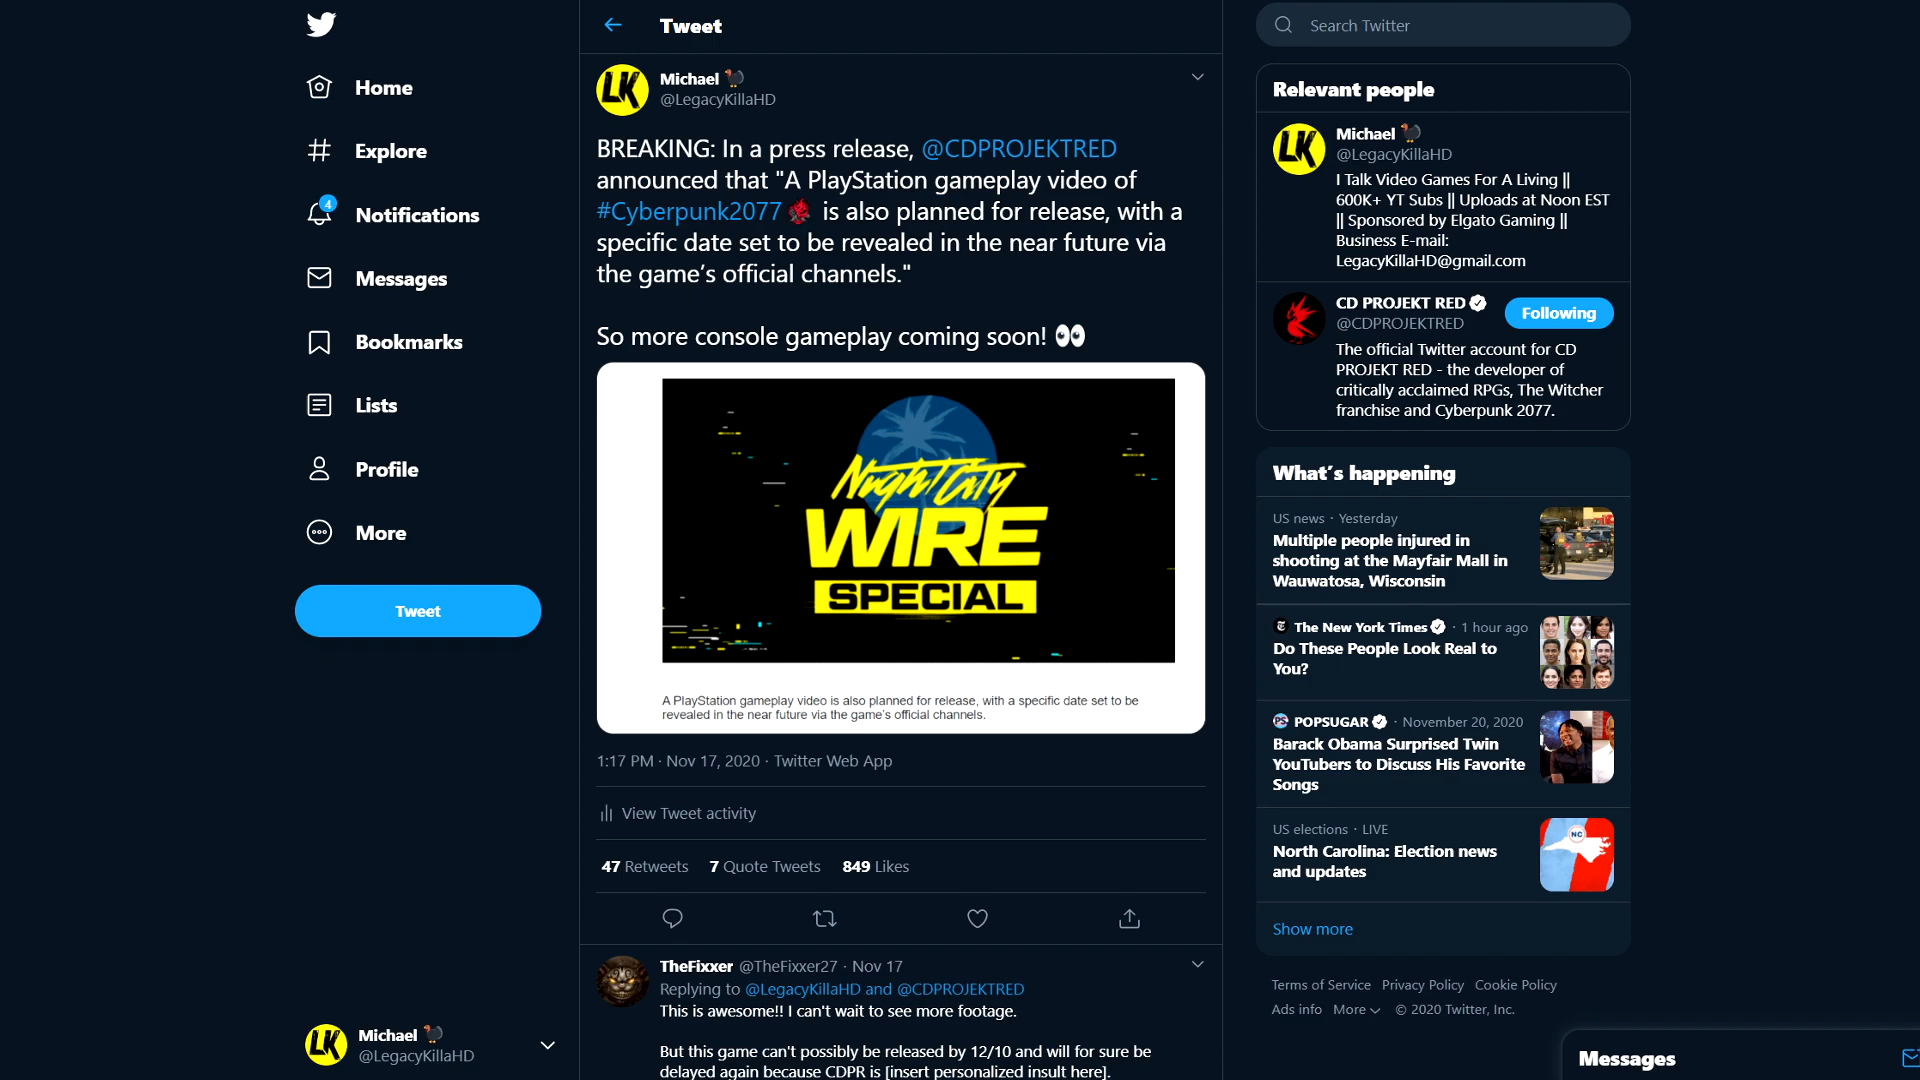 Home
Explore
4
Notifications
Messages
Bookmarks
Lists
Profile
More
Tweet
Michael
@LegacyKillaHD
Tweet
LK
Michael
@LegacyKillaHD
BREAKING: In a press release, @CDPROJEKTRED
announced that "A PlayStation gameplay video of
#Cyberpunk2077 is also planned for release, with a
specific date set to be revealed in the near future via
the game's official channels."
So more console gameplay coming soon!
Night City
WIRE
SPECIAL
A PlayStation gameplay video is also planned for release, with a specific date set to be
revealed in the near future via the game's official channels.
1:17 PM · Nov 17, 2020 · Twitter Web App
View Tweet activity
47 Retweets 7 Quote Tweets 849 Likes
TheFixxer @TheFixxer27 · Nov 17
Replying to @LegacyKillaHD and @CDPROJEKTRED
This is awesome!! I can't wait to see more footage.
But this game can't possibly be released by 12/10 and will for sure be
delayed again because CDPR is [insert personalized insult here].
Search Twitter
Relevant people
LK
Michael
@LegacyKillaHD
I Talk Video Games For A Living ||
600K+ YT Subs || Uploads at Noon EST
|| Sponsored by Elgato Gaming ||
Business E-mail:
LegacyKillaHD@gmail.com
CD PROJEKT RED
@CDPROJEKTRED
Following
The official Twitter account for CD
PROJEKT RED - the developer of
critically acclaimed RPGs, The Witcher
franchise and Cyberpunk 2077.
What's happening
US news · Yesterday
Multiple people injured in
shooting at the Mayfair Mall in
Wauwatosa, Wisconsin
The New York Times · 1 hour ago
Do These People Look Real to
You?
PS POPSUGAR · November 20, 2020
Barack Obama Surprised Twin
YouTubers to Discuss His Favorite
Songs
US elections · LIVE
North Carolina: Election news
and updates
NC
Show more
Terms of Service Privacy Policy Cookie Policy
Ads info More © 2020 Twitter, Inc.
Messages
LK